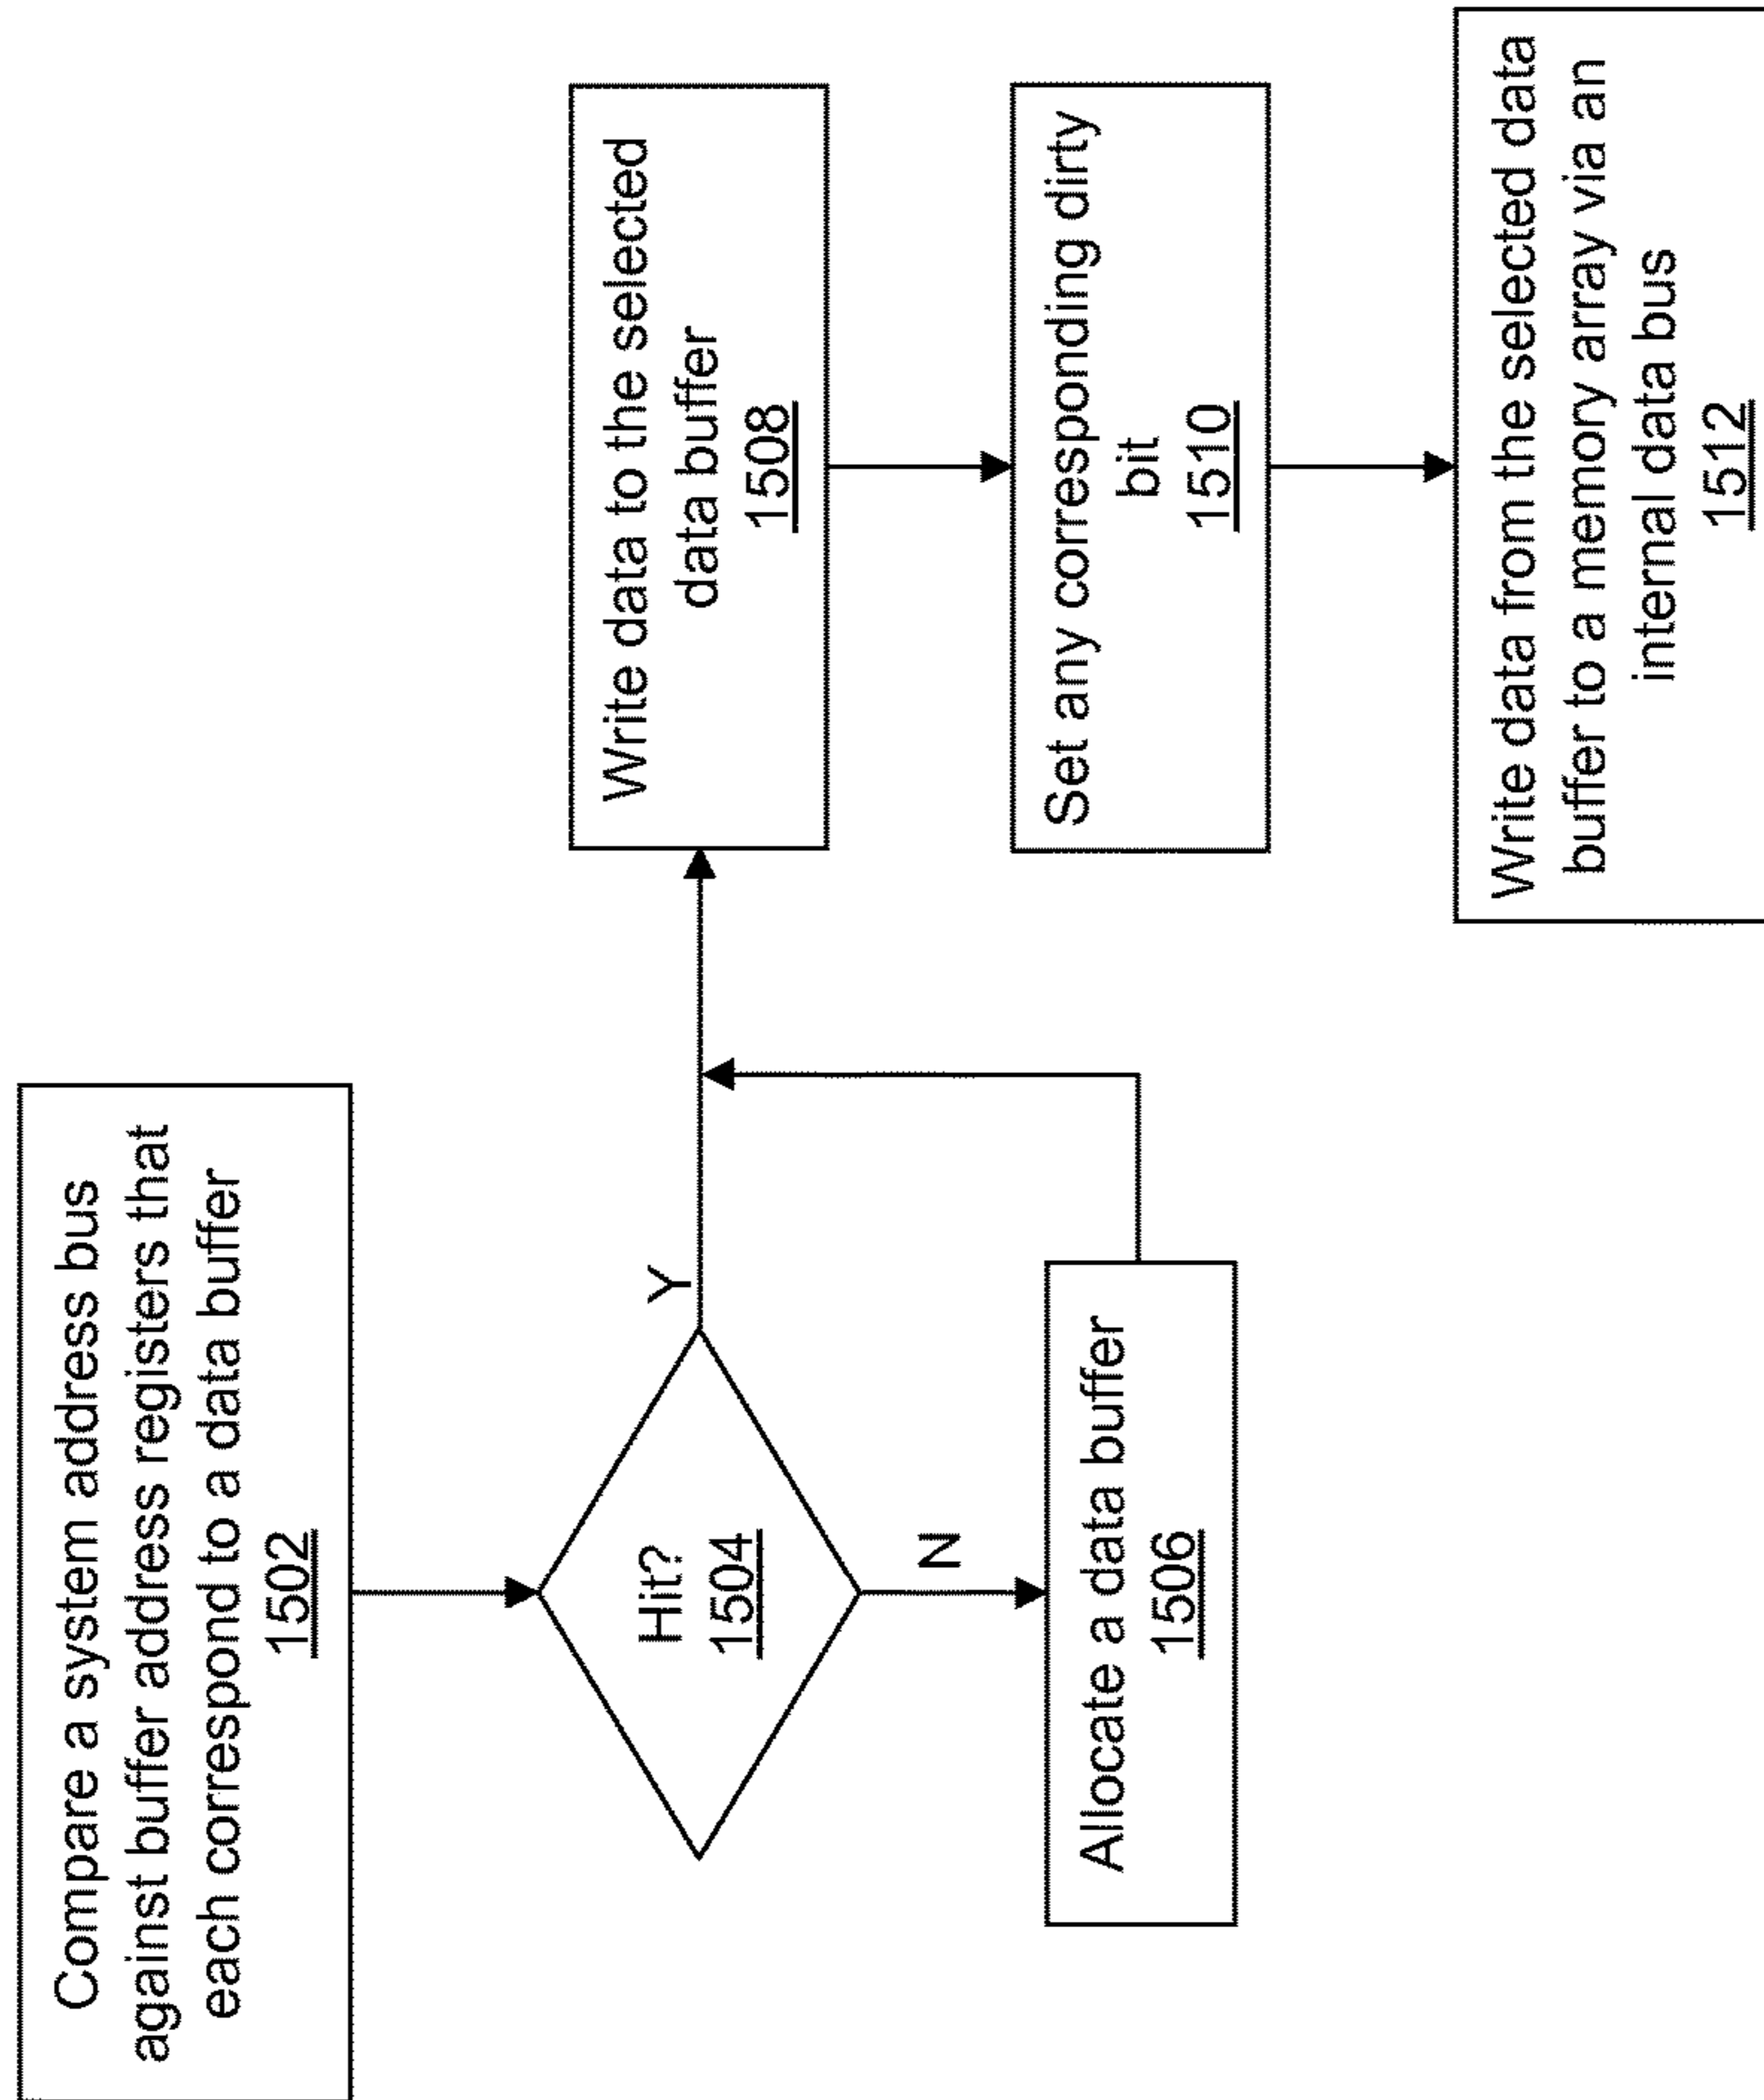 Compare a system address bus
against buffer address registers that
each correspond to a data buffer
1502
Hit?
1504
Y
N
Allocate a data buffer
1506
Write data to the selected
data buffer
1508
Set any corresponding dirty
bit
1510
Write data from the selected data
buffer to a memory array via an
internal data bus
1512